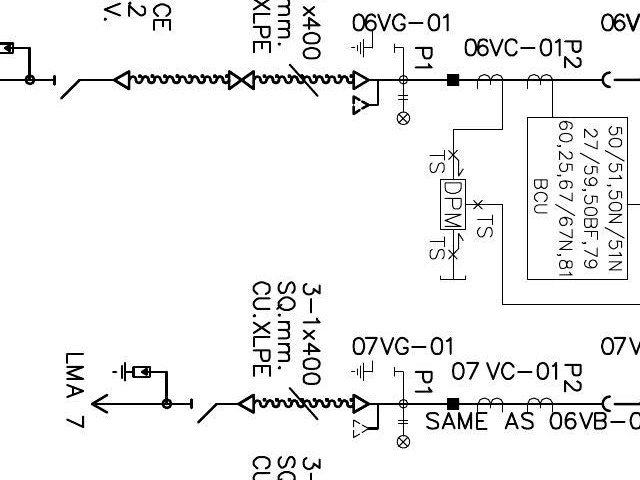 CE
.2
V.
x400
mm.
.XLPE
06VG-01
P1
06VC-01
P2
06V
TS
DPM
TS
TS
50/51,50N/51N
27/59,50BF,79
60,25,67/67N,81
BCU
3-1x400
SQ.mm.
CU.XLPE
07VG-01
P1
07 VC-01
P2
07V
LMA 7
SAME AS 06VB-0
3-
SQ
CU